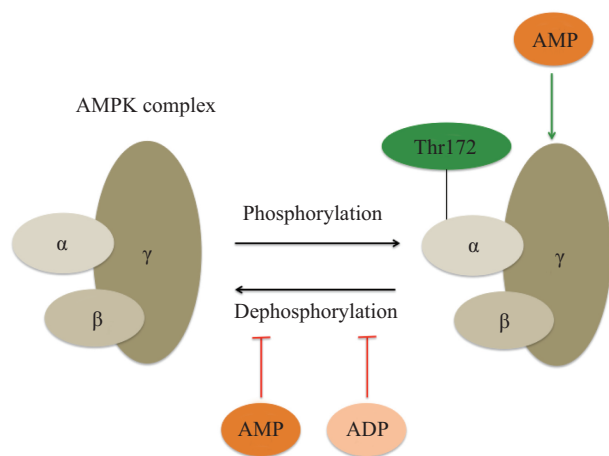 AMP
AMPK complex
Thr172
Phosphorylation
α
γ
α
γ
β
β
Dephosphorylation
AMP
ADP